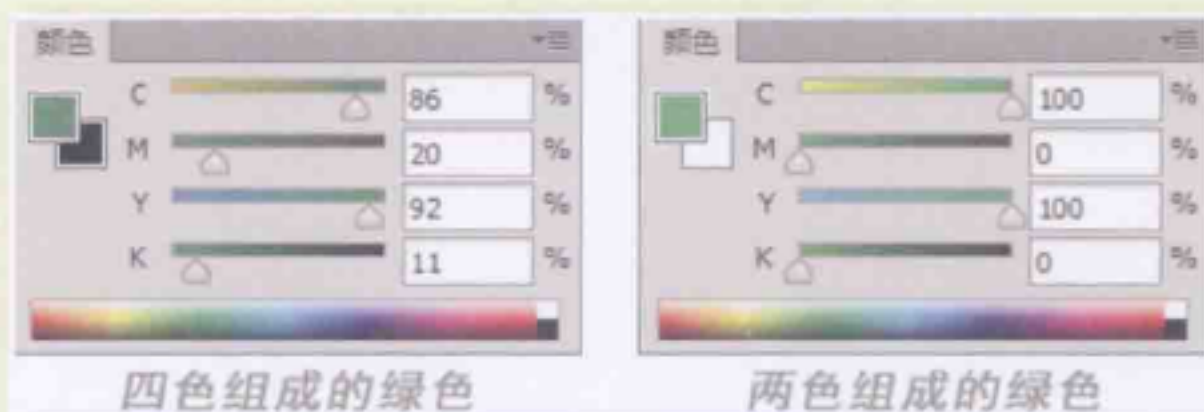 颜色
C 86 %
M 20 %
Y 92 %
K 11 %
四色组成的绿色
颜色
C 100 %
M 0 %
Y 100 %
K 0 %
两色组成的绿色